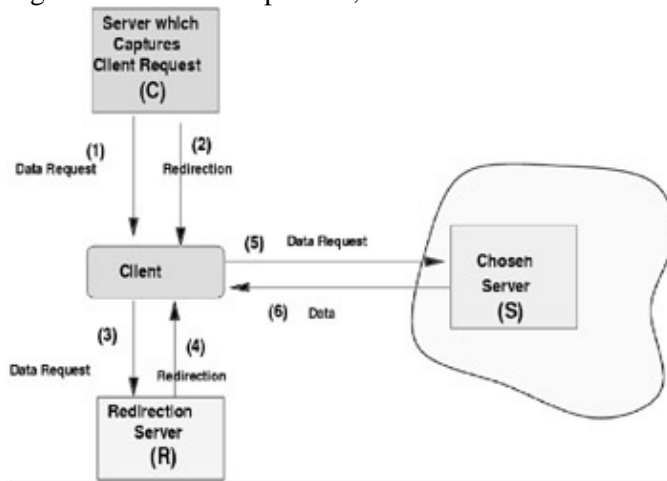 Server which
Captures
Client Request
(C)
(1)
(2)
Data Request
Redirection
(5)
Data Request
Client
Chosen
Server
(S)
(6)
Data
(3)
(4)
Data Request
Redirection
Redirection
Server
(R)